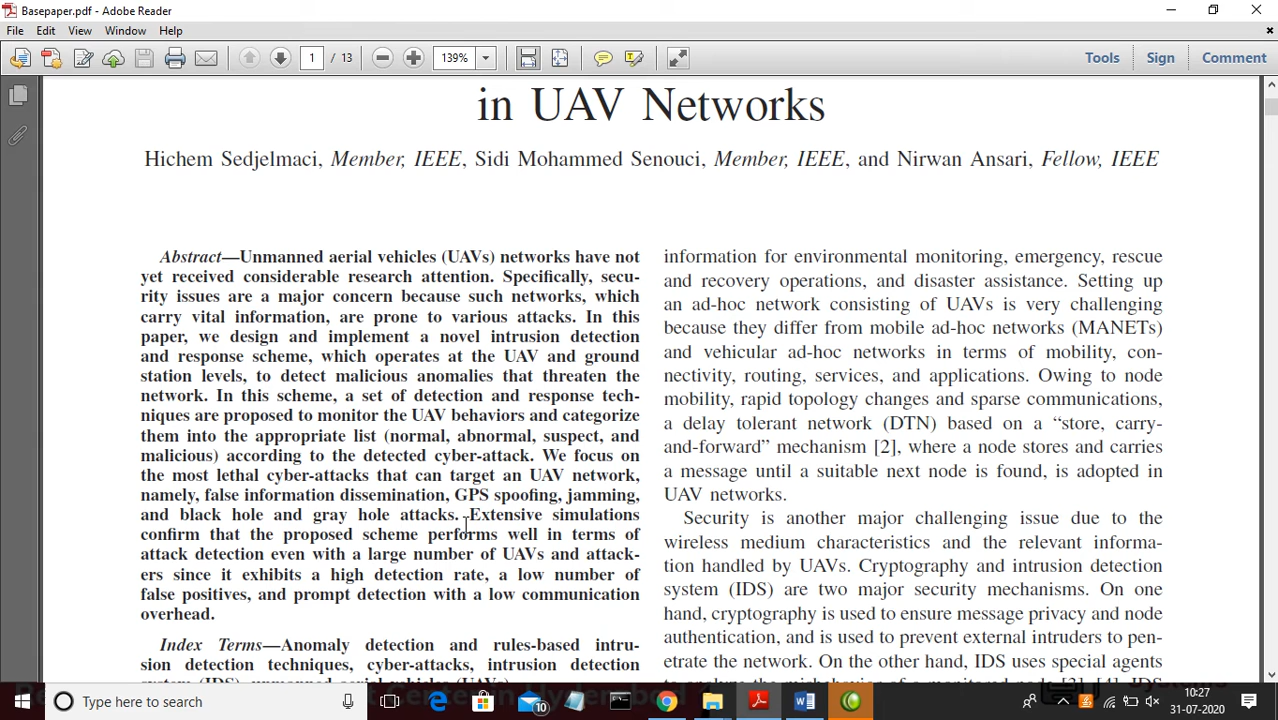 Basepaper.pdf - Adobe Reader
File Edit View Window Help
1 / 13 139% Tools Sign Comment
in UAV Networks
Hichem Sedjelmaci, Member, IEEE, Sidi Mohammed Senouci, Member, IEEE, and Nirwan Ansari, Fellow, IEEE
Abstract—Unmanned aerial vehicles (UAVs) networks have not
yet received considerable research attention. Specifically, secu-
rity issues are a major concern because such networks, which
carry vital information, are prone to various attacks. In this
paper, we design and implement a novel intrusion detection
and response scheme, which operates at the UAV and ground
station levels, to detect malicious anomalies that threaten the
network. In this scheme, a set of detection and response tech-
niques are proposed to monitor the UAV behaviors and categorize
them into the appropriate list (normal, abnormal, suspect, and
malicious) according to the detected cyber-attack. We focus on
the most lethal cyber-attacks that can target an UAV network,
namely, false information dissemination, GPS spoofing, jamming,
and black hole and gray hole attacks. Extensive simulations
confirm that the proposed scheme performs well in terms of
attack detection even with a large number of UAVs and attack-
ers since it exhibits a high detection rate, a low number of
false positives, and prompt detection with a low communication
overhead.
Index Terms—Anomaly detection and rules-based intru-
sion detection techniques, cyber-attacks, intrusion detection
system (IDS), unmanned aerial vehicles (UAVs).
information for environmental monitoring, emergency, rescue
and recovery operations, and disaster assistance. Setting up
an ad-hoc network consisting of UAVs is very challenging
because they differ from mobile ad-hoc networks (MANETs)
and vehicular ad-hoc networks in terms of mobility, con-
nectivity, routing, services, and applications. Owing to node
mobility, rapid topology changes and sparse communications,
a delay tolerant network (DTN) based on a “store, carry-
and-forward” mechanism [2], where a node stores and carries
a message until a suitable next node is found, is adopted in
UAV networks.
Security is another major challenging issue due to the
wireless medium characteristics and the relevant informa-
tion handled by UAVs. Cryptography and intrusion detection
system (IDS) are two major security mechanisms. On one
hand, cryptography is used to ensure message privacy and node
authentication, and is used to prevent external intruders to pen-
etrate the network. On the other hand, IDS uses special agents
Type here to search
10
10:27
31-07-2020